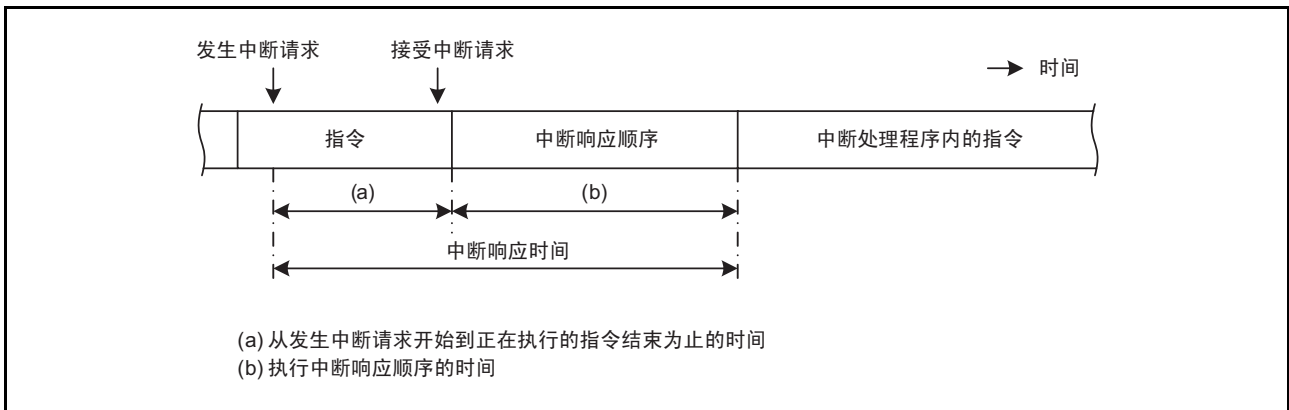 发生中断请求 接受中断请求
时间
指令 中断响应顺序 中断处理程序内的指令
(a) (b)
中断响应时间
(a) 从发生中断请求开始到正在执行的指令结束为止的时间
(b) 执行中断响应顺序的时间